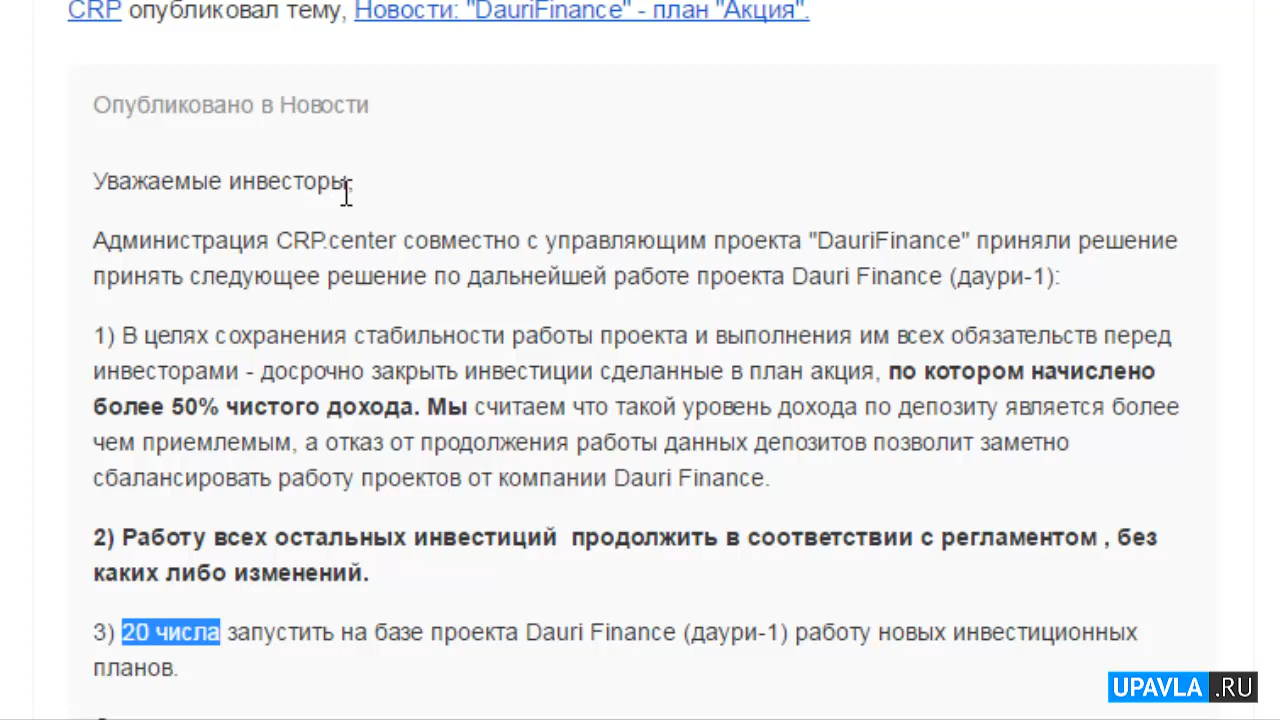 CRP опубликовал тему, Новости: "DauriFinance" - план "Акция".
Опубликовано в Новости
Уважаемые инвесторы,
Администрация CRP.center совместно с управляющим проекта "DauriFinance" приняли решение
принять следующее решение по дальнейшей работе проекта Dauri Finance (даури-1):
1) В целях сохранения стабильности работы проекта и выполнения им всех обязательств перед
инвесторами - досрочно закрыть инвестиции сделанные в план акция, по котором начислено
более 50% чистого дохода. Мы считаем что такой уровень дохода по депозиту является более
чем приемлемым, а отказ от продолжения работы данных депозитов позволит заметно
сбалансировать работу проектов от компании Dauri Finance.
2) Работу всех остальных инвестиций продолжить в соответствии с регламентом , без
каких либо изменений.
3) 20 числа запустить на базе проекта Dauri Finance (даури-1) работу новых инвестиционных
планов.
UPAVLA .RU